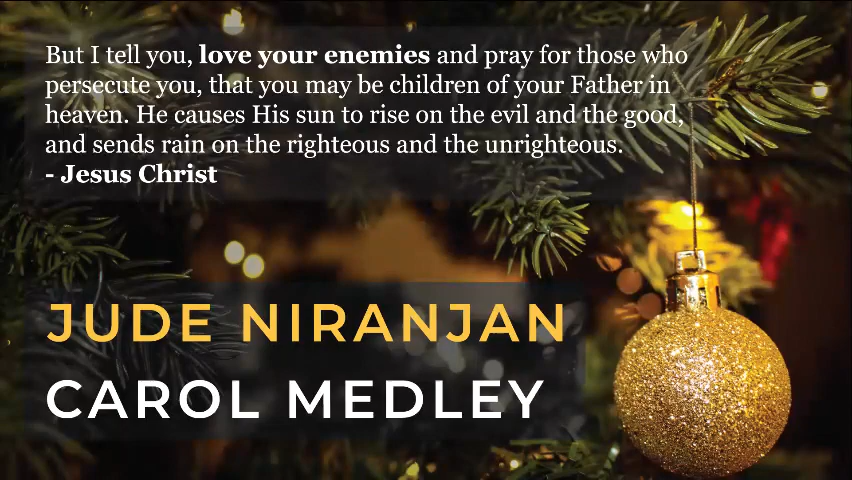 But I tell you, love your enemies and pray for those who
persecute you, that you may be children of your Father in
heaven. He causes His sun to rise on the evil and the good,
and sends rain on the righteous and the unrighteous.
- Jesus Christ
JUDE NIRANJAN
CAROL MEDLEY